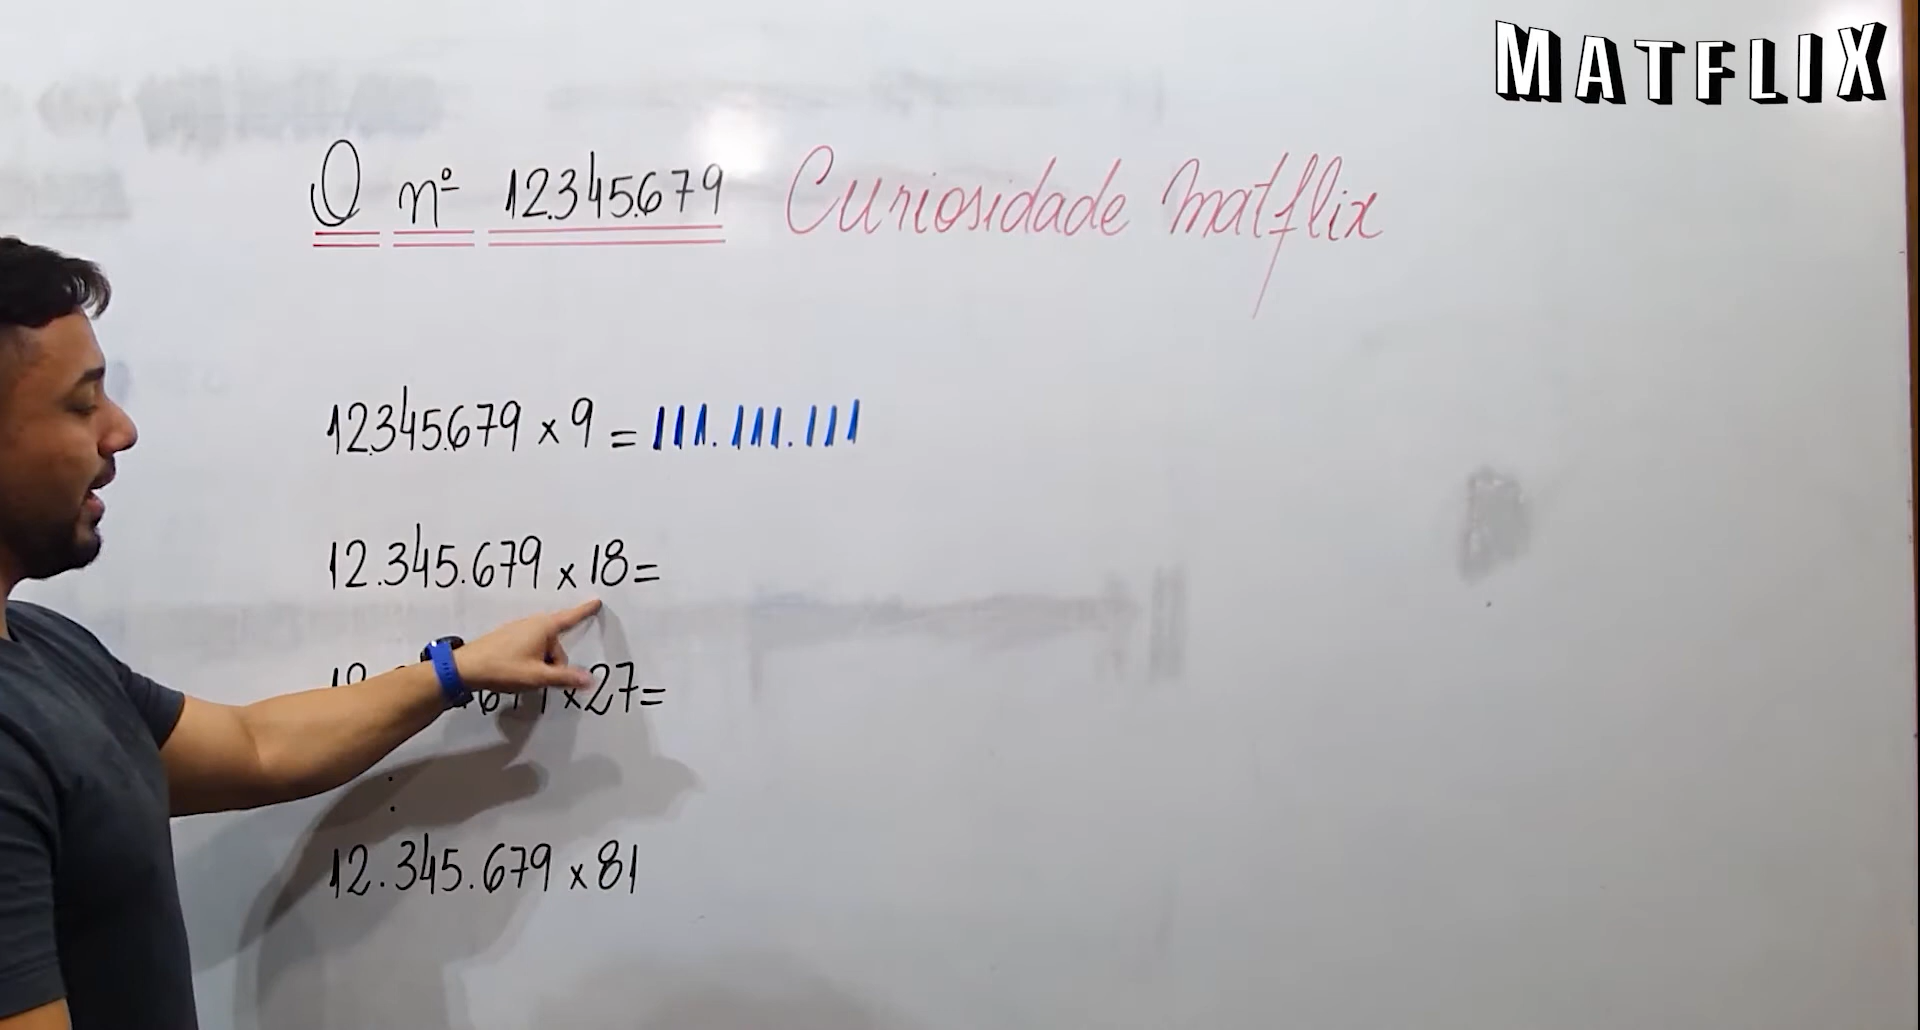 MATFLIX
O nº 12.345.679 Curiosidade matflix
12.345.679 x 9 = 111.111.111
12.345.679 x 18 =
x 27 =
:
12.345.679 x 81